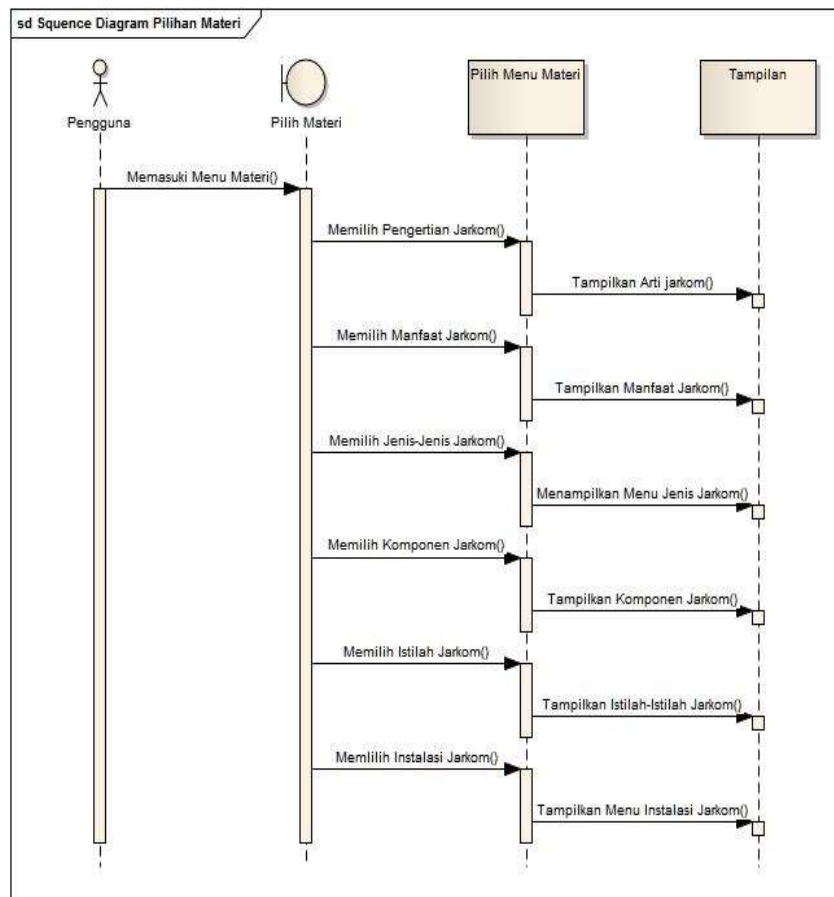 sd Squence Diagram Pilihan Materi
Pengguna
Pilih Materi
Pilih Menu Materi
Tampilan
Memasuki Menu Materi()
Memilih Pengertian Jarkom()
Tampilkan Arti jarkom()
Memilih Manfaat Jarkom()
Tampilkan Manfaat Jarkom()
Memilih Jenis-Jenis Jarkom()
Menampilkan Menu Jenis Jarkom()
Memilih Komponen Jarkom()
Tampilkan Komponen Jarkom()
Memilih Istilah Jarkom()
Tampilkan Istilah-Istilah Jarkom()
Memlilih Instalasi Jarkom()
Tampilkan Menu Instalasi Jarkom()